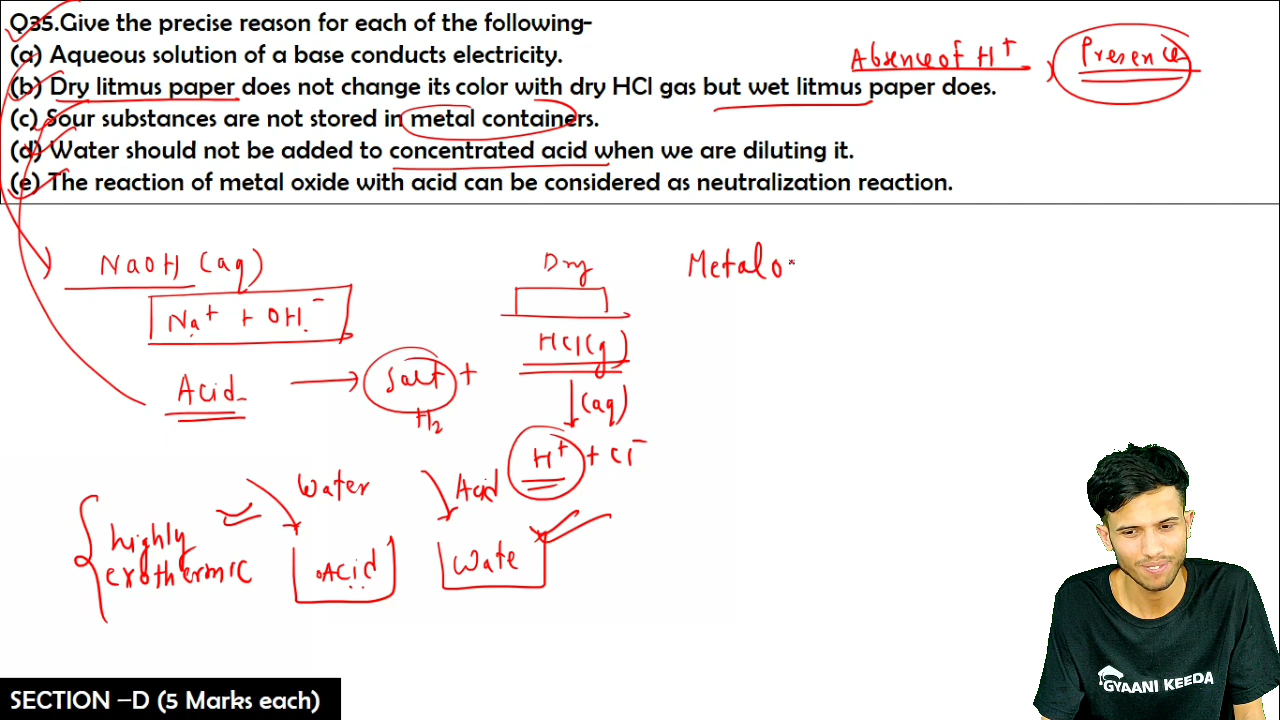 Q35.Give the precise reason for each of the following-
(a) Aqueous solution of a base conducts electricity.
Absence of H⁺, Presence
(b) Dry litmus paper does not change its color with dry HCl gas but wet litmus paper does.
(c) Sour substances are not stored in metal containers.
(d) Water should not be added to concentrated acid when we are diluting it.
(e) The reaction of metal oxide with acid can be considered as neutralization reaction.
NaOH (aq)
Na⁺ + OH⁻
Acid → Salt +
H₂
Dry
HCl(g)
↓(aq)
H⁺ + Cl⁻
Metal o
highly
exothermic
Water
Acid
Acid
Wate
GYAANI KEEDA
SECTION –D (5 Marks each)